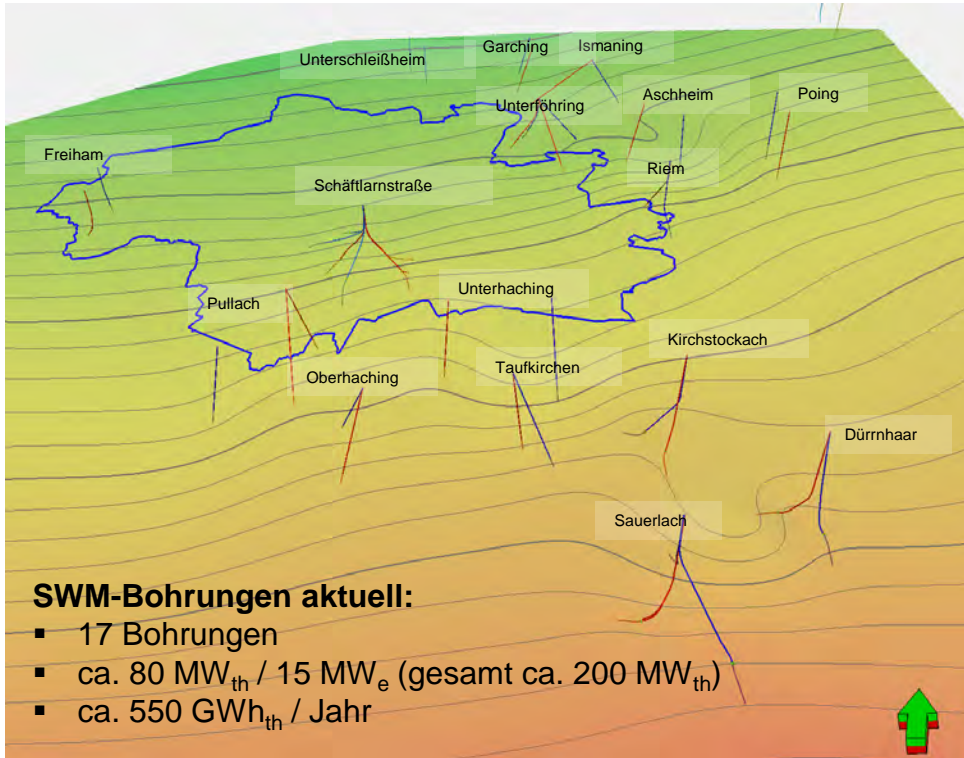 Unterschleißheim
Garching
Ismaning
Unterföhring
Aschheim
Poing
Freiham
Riem
Schäftlarnstraße
Pullach
Unterhaching
Kirchstockach
Oberhaching
Taufkirchen
Dürrnhaar
Sauerlach
SWM-Bohrungen aktuell:
▪ 17 Bohrungen
▪ ca. 80 MWth / 15 MWe (gesamt ca. 200 MWth)
▪ ca. 550 GWhth / Jahr